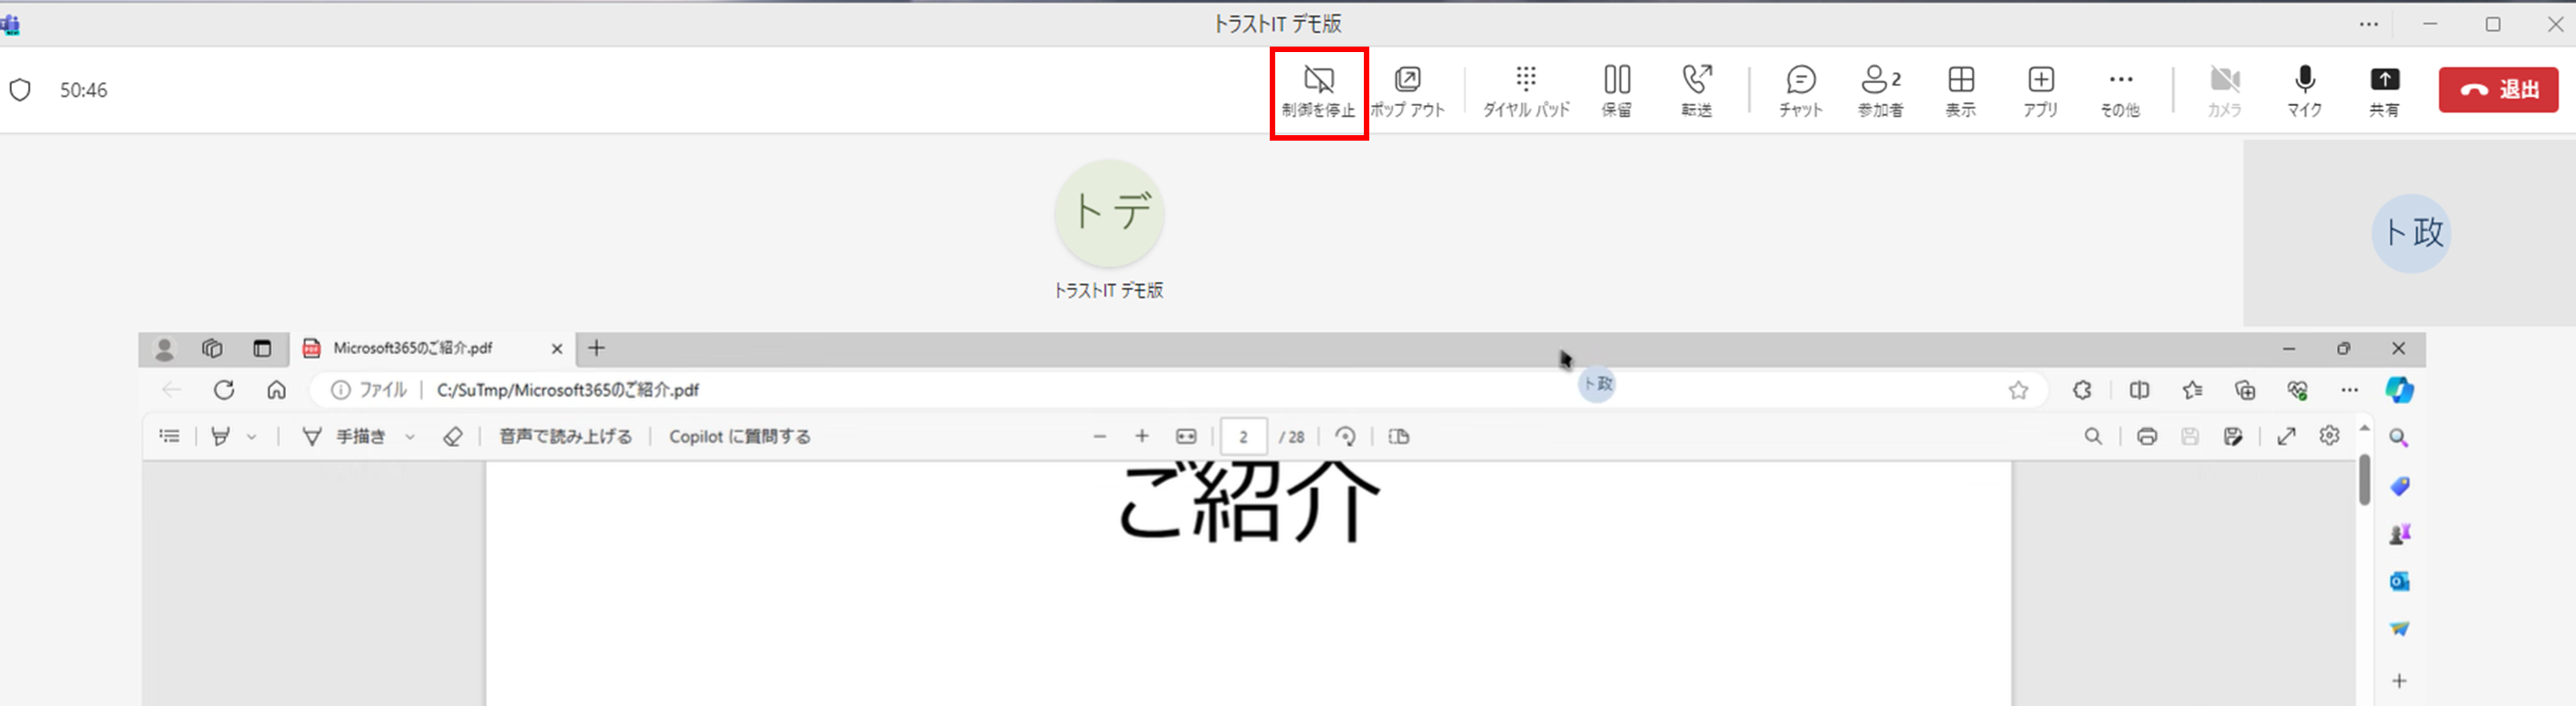 トラストIT デモ版
50:46
制御を停止 ポップ アウト ダイヤル パッド 保留 転送 チャット 参加者 2 表示 アプリ その他 カメラ マイク 共有 退出
ト デ
ト 政
トラストIT デモ版
Microsoft365のご紹介.pdf
ファイル C:/SuTmp/Microsoft365のご紹介.pdf
ト 政
手描き 音声で読み上げる Copilot に質問する 2 / 28
ご紹介